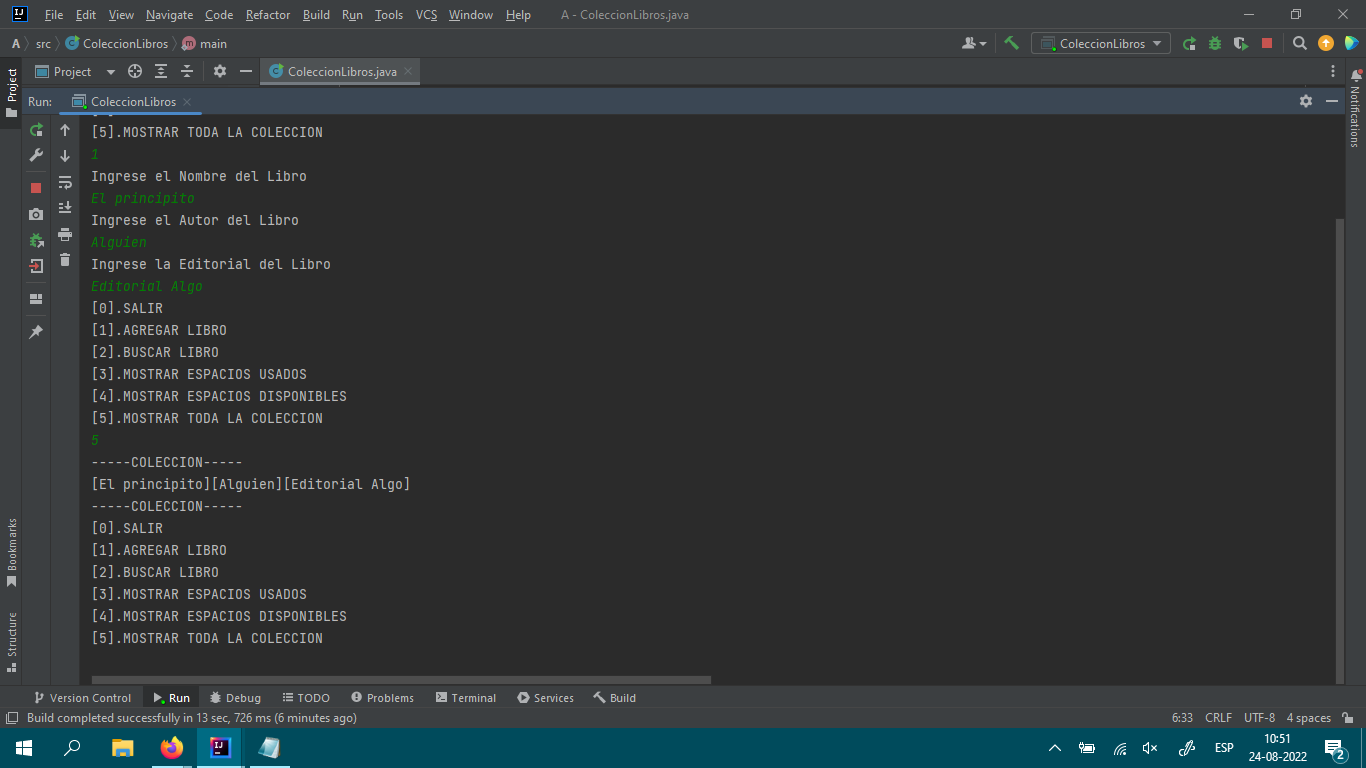 File Edit View Navigate Code Refactor Build Run Tools VCS Window Help A - ColeccionLibros.java
A src ColeccionLibros main ColeccionLibros
Project ColeccionLibros.java
Run: ColeccionLibros
[5].MOSTRAR TODA LA COLECCION
1
Ingrese el Nombre del Libro
El principito
Ingrese el Autor del Libro
Alguien
Ingrese la Editorial del Libro
Editorial Algo
[0].SALIR
[1].AGREGAR LIBRO
[2].BUSCAR LIBRO
[3].MOSTRAR ESPACIOS USADOS
[4].MOSTRAR ESPACIOS DISPONIBLES
[5].MOSTRAR TODA LA COLECCION
5
-----COLECCION-----
[El principito][Alguien][Editorial Algo]
-----COLECCION-----
[0].SALIR
[1].AGREGAR LIBRO
[2].BUSCAR LIBRO
[3].MOSTRAR ESPACIOS USADOS
[4].MOSTRAR ESPACIOS DISPONIBLES
[5].MOSTRAR TODA LA COLECCION
Project
Bookmarks
Structure
Notifications
Version Control Run Debug TODO Problems Terminal Services Build
Build completed successfully in 13 sec, 726 ms (6 minutes ago) 6:33 CRLF UTF-8 4 spaces
ESP 10:51
24-08-2022 2